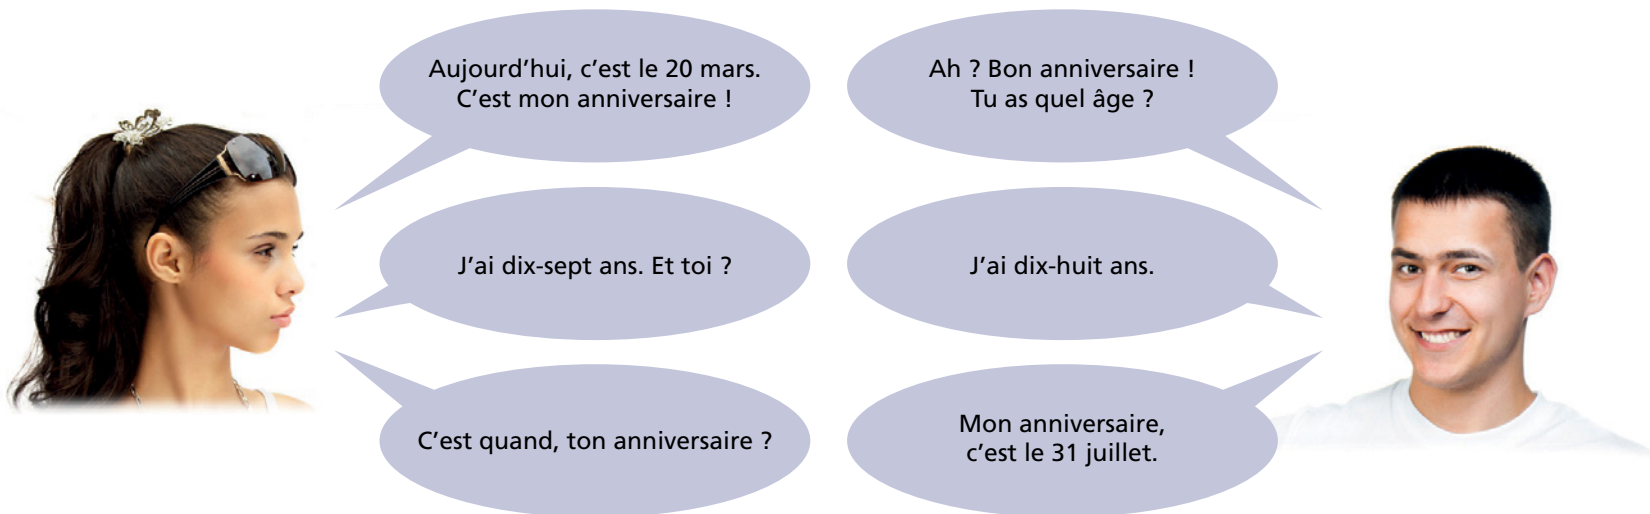 Aujourd’hui, c’est le 20 mars.
C’est mon anniversaire !
Ah ? Bon anniversaire !
Tu as quel âge ?
J’ai dix-sept ans. Et toi ?
J’ai dix-huit ans.
C’est quand, ton anniversaire ?
Mon anniversaire,
c’est le 31 juillet.